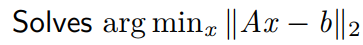 Solves arg minₓ ‖Ax − b‖₂